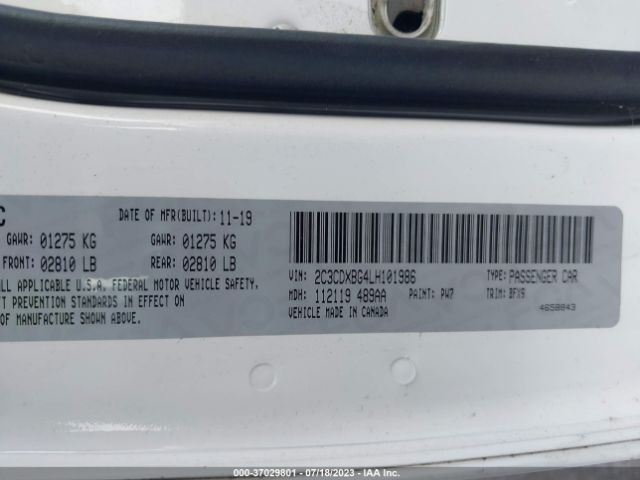 C DATE OF MFR(BUILT): 11-19
GAWR: 01275 KG GAWR: 01275 KG
FRONT: 02810 LB REAR: 02810 LB
ALL APPLICABLE U.S.A. FEDERAL MOTOR VEHICLE SAFETY,
FT PREVENTION STANDARDS IN EFFECT
OF MANUFACTURE SHOWN ABOVE.
VIN: 2C3CDXBG4LH101986 TYPE: PASSENGER CAR
MDH: 112119 489AA PAINT: PW7 TRIM: BFX9
VEHICLE MADE IN CANADA 4658843
000-37029801 - 07/18/2023 - IAA Inc.